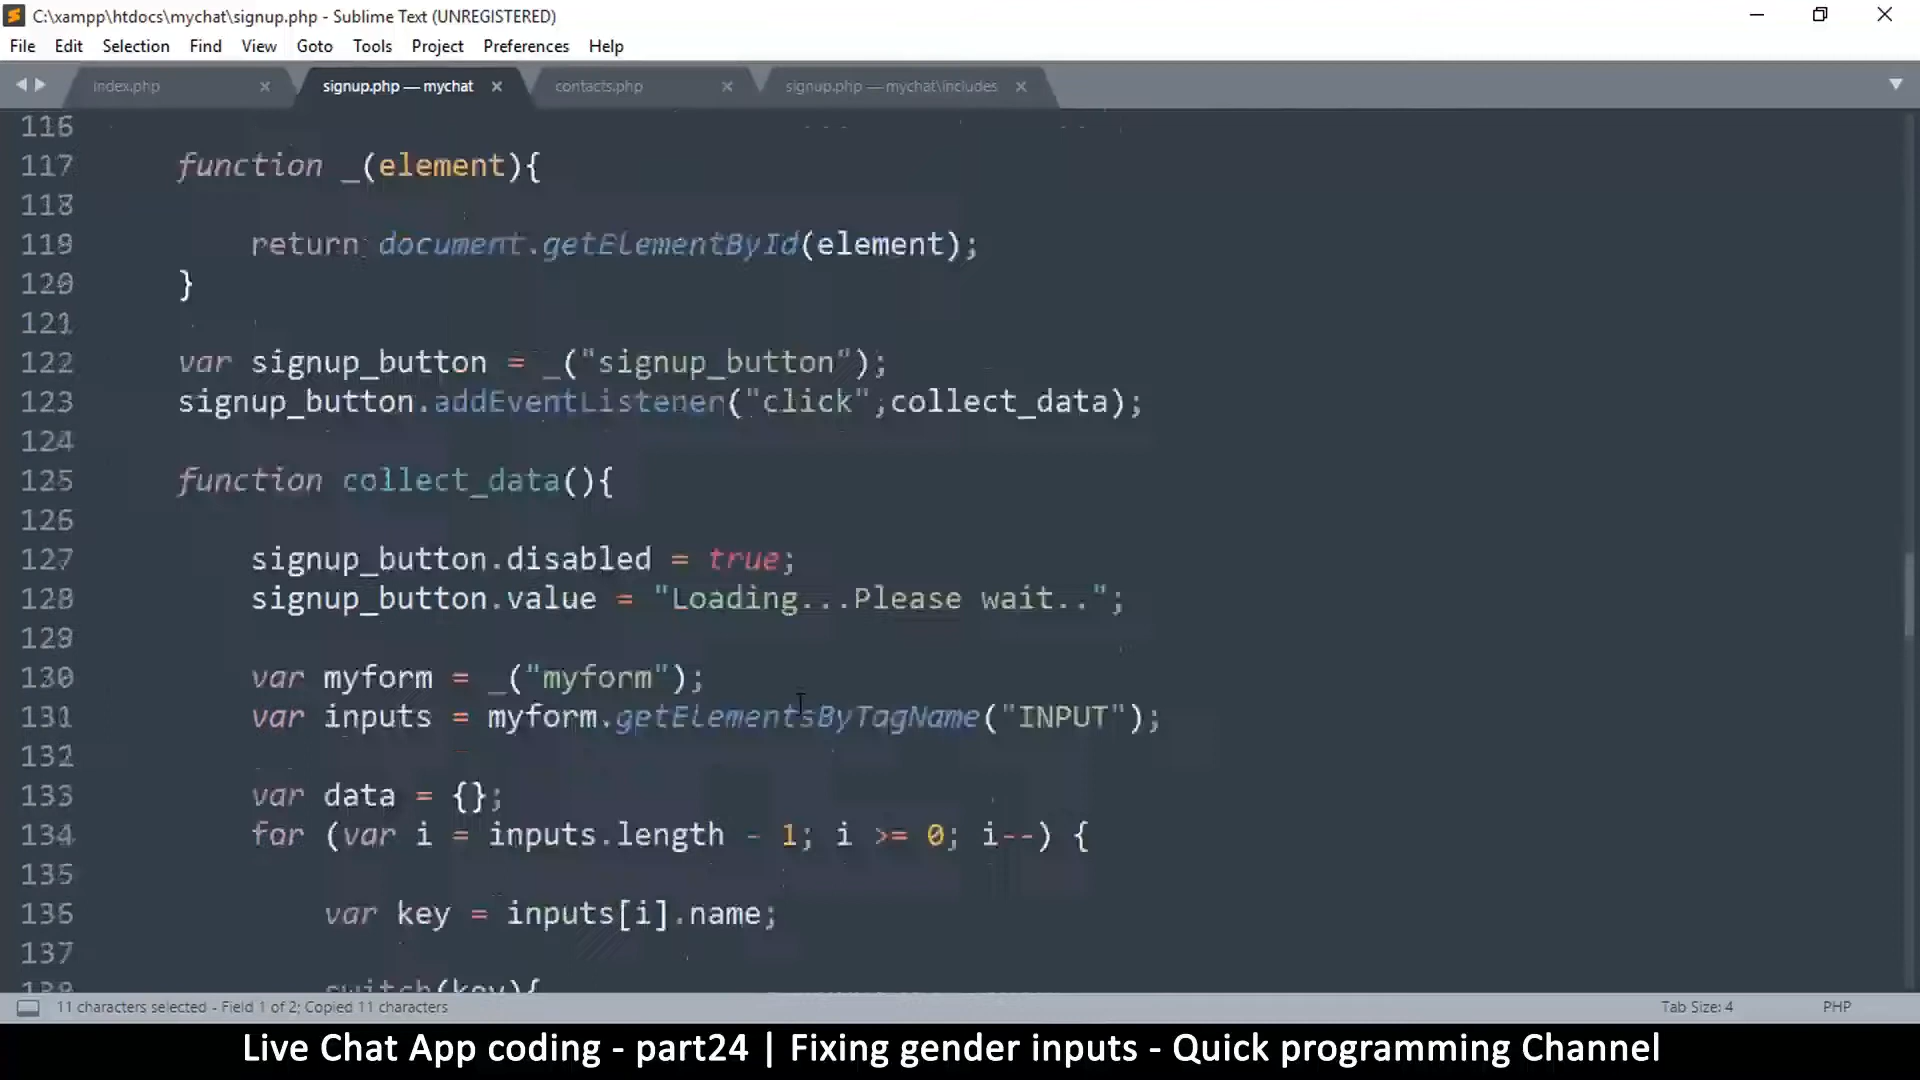 C:\xampp\htdocs\mychat\signup.php - Sublime Text (UNREGISTERED)
File Edit Selection Find View Goto Tools Project Preferences Help
index.php signup.php — mychat contacts.php signup.php — mychat\includes
116
117 function _(element){
118
119 return document.getElementById(element);
120 }
121
122 var signup_button = _("signup_button");
123 signup_button.addEventListener("click",collect_data);
124
125 function collect_data(){
126
127 signup_button.disabled = true;
128 signup_button.value = "Loading...Please wait..";
129
130 var myform = _("myform");
131 var inputs = myform.getElementsByTagName("INPUT");
132
133 var data = {};
134 for (var i = inputs.length - 1; i >= 0; i--) {
135
136 var key = inputs[i].name;
137
138 switch(key){
11 characters selected - Field 1 of 2; Copied 11 characters Tab Size: 4 PHP
Live Chat App coding - part24 | Fixing gender inputs - Quick programming Channel